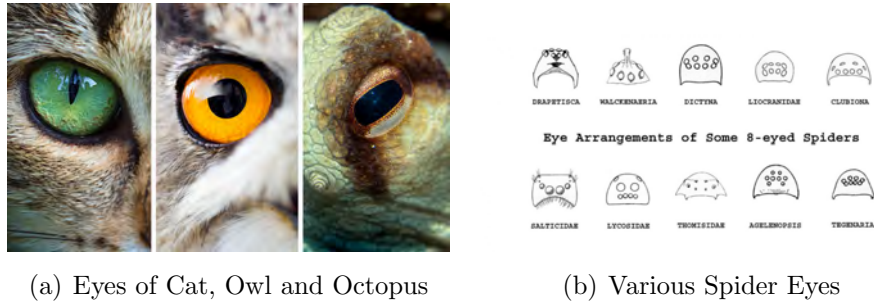 DRAPETISCA WALCKENAERIA DICTYNA LIOCRANIDAE CLUBIONA
Eye Arrangements of Some 8-eyed Spiders
SALTICIDAE LYCOSIDAE THOMISIDAE AGELENOPSIS TEGENARIA
(a) Eyes of Cat, Owl and Octopus
(b) Various Spider Eyes